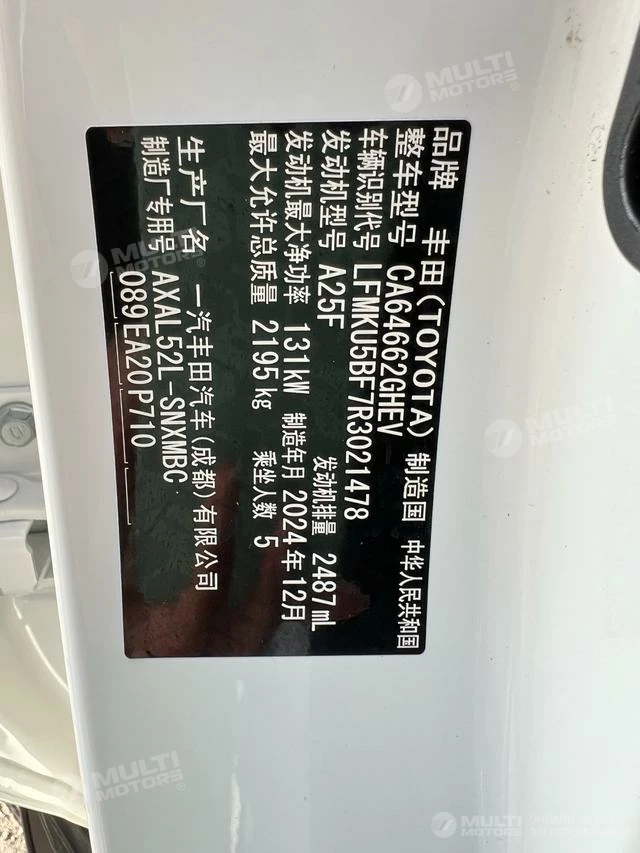 品牌 丰田(TOYOTA) 制造国 中华人民共和国
整车型号 CA64662GHEV
车辆识别代号 LFMKU5BF7R3021478
发动机型号 A25F 发动机排量 2487mL
发动机最大净功率 131kW 制造年月 2024年12月
最大允许总质量 2195kg 乘坐人数 5
生产厂名 一汽丰田汽车(成都)有限公司
制造厂专用号 AXAL52L-SNXMBC
089EA20P710
MULTI
MOTORS
MULTI
MOTORS
MULTI
MOTORS
MULTI
MOTORS
MULTI
MOTORS